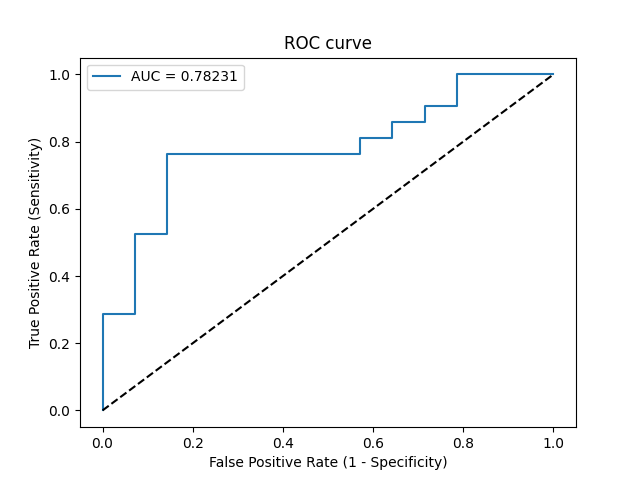 ROC curve
AUC = 0.78231
1.0
0.8
0.6
0.4
0.2
0.0
True Positive Rate (Sensitivity)
0.0 0.2 0.4 0.6 0.8 1.0
False Positive Rate (1 - Specificity)